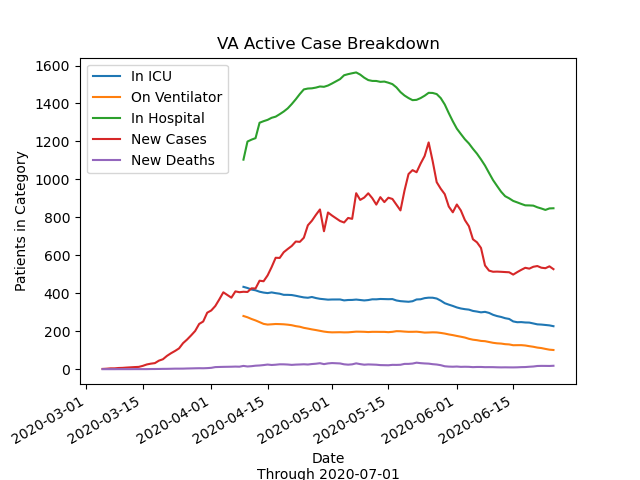 VA Active Case Breakdown
In ICU
On Ventilator
In Hospital
New Cases
New Deaths
Patients in Category
1600
1400
1200
1000
800
600
400
200
0
2020-03-01
2020-03-15
2020-04-01
2020-04-15
2020-05-01
2020-05-15
2020-06-01
2020-06-15
Date
Through 2020-07-01